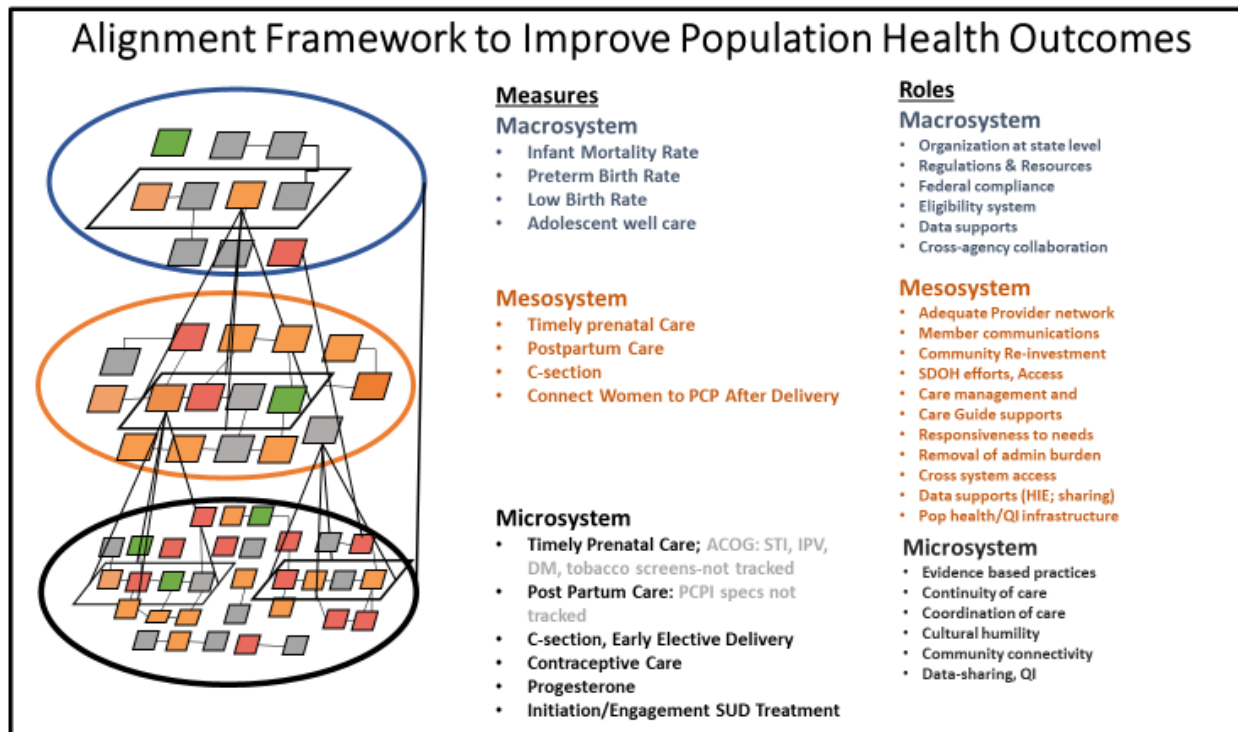 Alignment Framework to Improve Population Health Outcomes
Measures
Macrosystem
• Infant Mortality Rate
• Preterm Birth Rate
• Low Birth Rate
• Adolescent well care
Mesosystem
• Timely prenatal Care
• Postpartum Care
• C-section
• Connect Women to PCP After Delivery
Microsystem
• Timely Prenatal Care; ACOG: STI, IPV,
DM, tobacco screens-not tracked
• Post Partum Care: PCPI specs not
tracked
• C-section, Early Elective Delivery
• Contraceptive Care
• Progesterone
• Initiation/Engagement SUD Treatment
Roles
Macrosystem
• Organization at state level
• Regulations & Resources
• Federal compliance
• Eligibility system
• Data supports
• Cross-agency collaboration
Mesosystem
• Adequate Provider network
• Member communications
• Community Re-investment
• SDOH efforts, Access
• Care management and
• Care Guide supports
• Responsiveness to needs
• Removal of admin burden
• Cross system access
• Data supports (HIE; sharing)
• Pop health/QI infrastructure
Microsystem
• Evidence based practices
• Continuity of care
• Coordination of care
• Cultural humility
• Community connectivity
• Data-sharing, QI